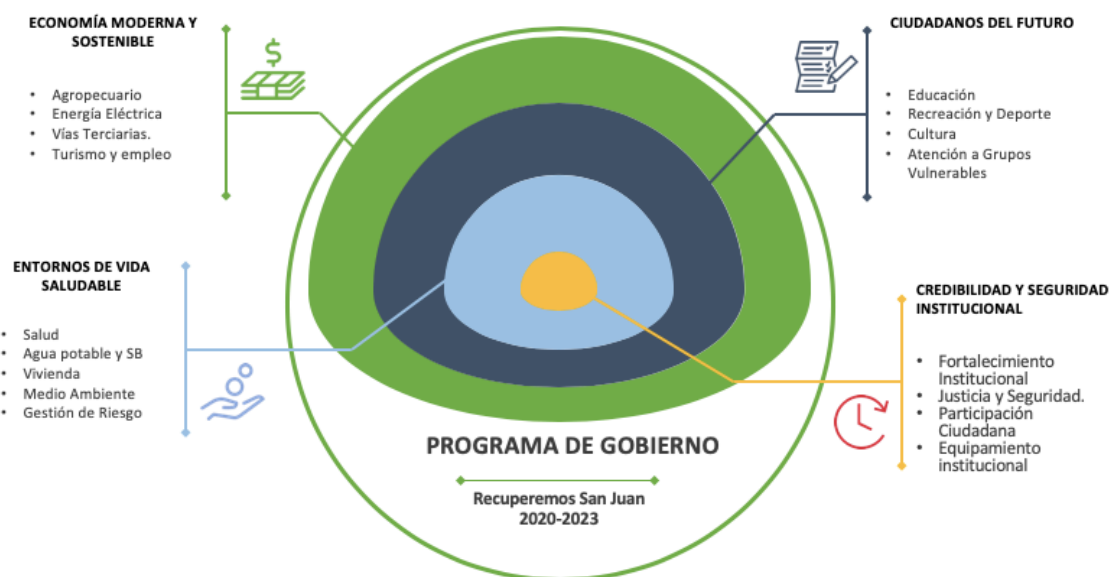 ECONOMÍA MODERNA Y
SOSTENIBLE
• Agropecuario
• Energía Eléctrica
• Vías Terciarias.
• Turismo y empleo
CIUDADANOS DEL FUTURO
• Educación
• Recreación y Deporte
• Cultura
• Atención a Grupos
Vulnerables
ENTORNOS DE VIDA
SALUDABLE
• Salud
• Agua potable y SB
• Vivienda
• Medio Ambiente
• Gestión de Riesgo
CREDIBILIDAD Y SEGURIDAD
INSTITUCIONAL
• Fortalecimiento
Institucional
• Justicia y Seguridad.
• Participación
Ciudadana
• Equipamiento
institucional
PROGRAMA DE GOBIERNO
Recuperemos San Juan
2020-2023